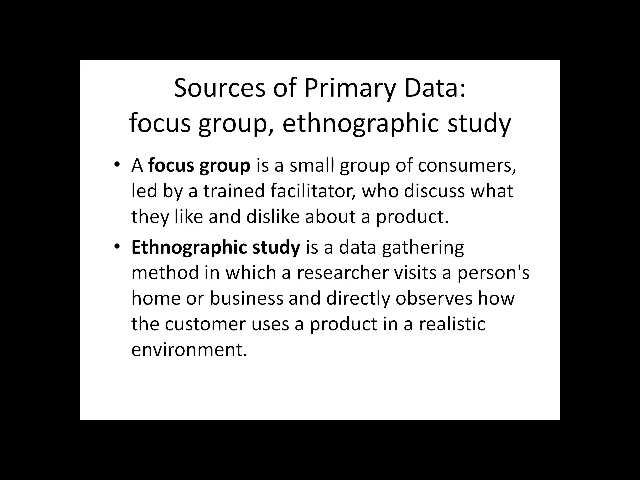 Sources of Primary Data:
focus group, ethnographic study
• A focus group is a small group of consumers,
led by a trained facilitator, who discuss what
they like and dislike about a product.
• Ethnographic study is a data gathering
method in which a researcher visits a person's
home or business and directly observes how
the customer uses a product in a realistic
environment.